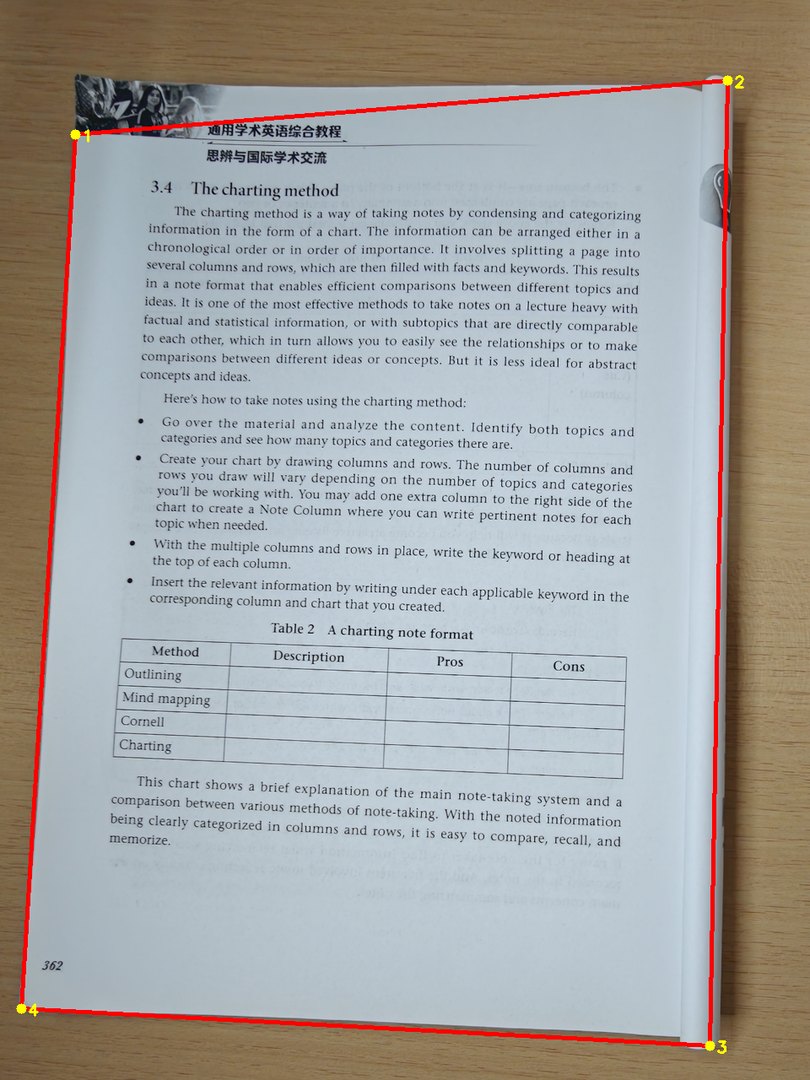 1
2
通用学术英语综合教程
思辨与国际学术交流
3.4 The charting method
The charting method is a way of taking notes by condensing and categorizing
information in the form of a chart. The information can be arranged either in a
chronological order or in order of importance. It involves splitting a page into
several columns and rows, which are then filled with facts and keywords. This results
in a note format that enables efficient comparisons between different topics and
ideas. It is one of the most effective methods to take notes on a lecture heavy with
factual and statistical information, or with subtopics that are directly comparable
to each other, which in turn allows you to easily see the relationships or to make
comparisons between different ideas or concepts. But it is less ideal for abstract
concepts and ideas.
Here's how to take notes using the charting method:
• Go over the material and analyze the content. Identify both topics and
categories and see how many topics and categories there are.
• Create your chart by drawing columns and rows. The number of columns and
rows you draw will vary depending on the number of topics and categories
you'll be working with. You may add one extra column to the right side of the
chart to create a Note Column where you can write pertinent notes for each
topic when needed.
• With the multiple columns and rows in place, write the keyword or heading at
the top of each column.
• Insert the relevant information by writing under each applicable keyword in the
corresponding column and chart that you created.
Table 2 A charting note format
Method Description Pros Cons
Outlining
Mind mapping
Cornell
Charting
This chart shows a brief explanation of the main note-taking system and a
comparison between various methods of note-taking. With the noted information
being clearly categorized in columns and rows, it is easy to compare, recall, and
memorize.
362
4
3